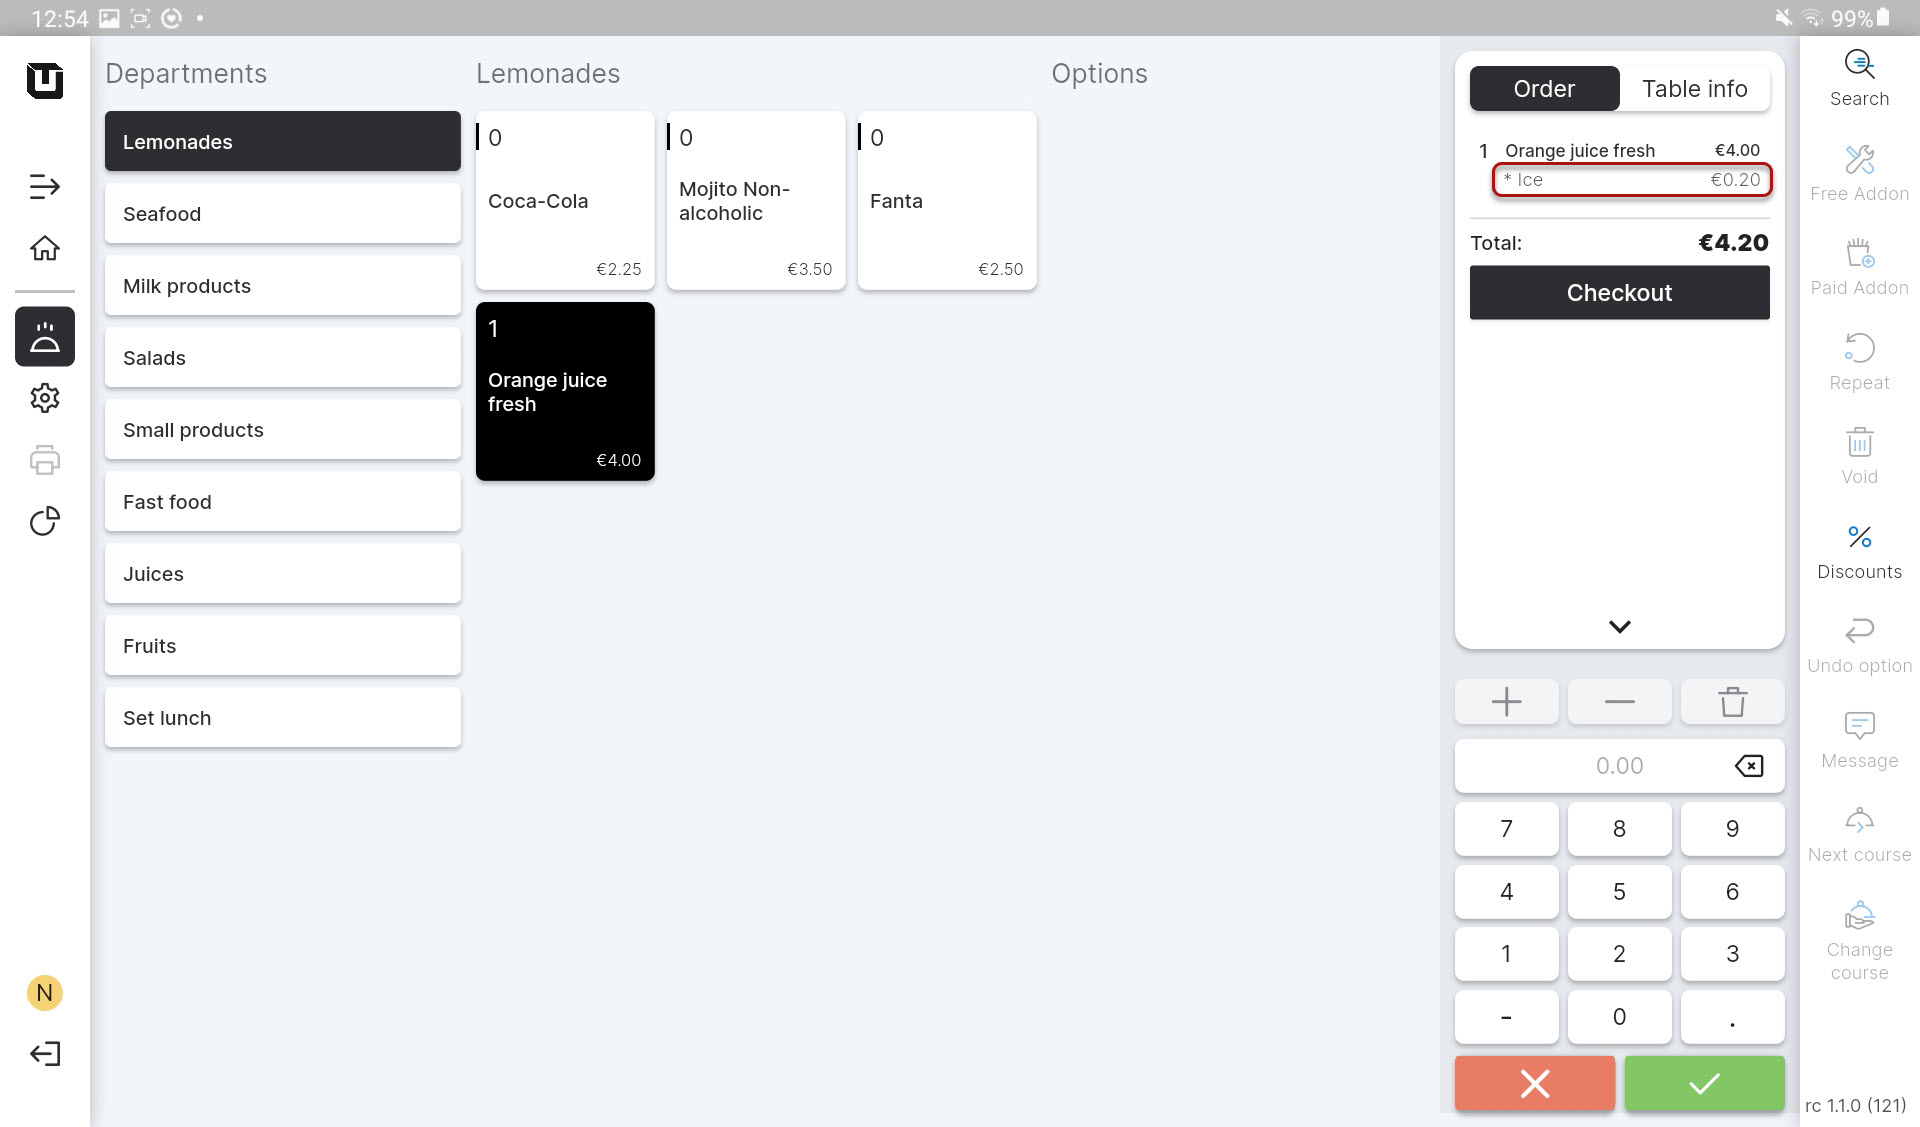 12:54
99%
Departments
Lemonades
Seafood
Milk products
Salads
Small products
Fast food
Juices
Fruits
Set lunch
Lemonades
0
Coca-Cola
€2.25
0
Mojito Non-
alcoholic
€3.50
0
Fanta
€2.50
1
Orange juice
fresh
€4.00
Options
Order Table info
1 Orange juice fresh €4.00
* Ice €0.20
Total: €4.20
Checkout
0.00
7 8 9
4 5 6
1 2 3
- 0 .
Search
Free Addon
Paid Addon
Repeat
Void
Discounts
Undo option
Message
Next course
Change
course
N
rc 1.1.0 (121)